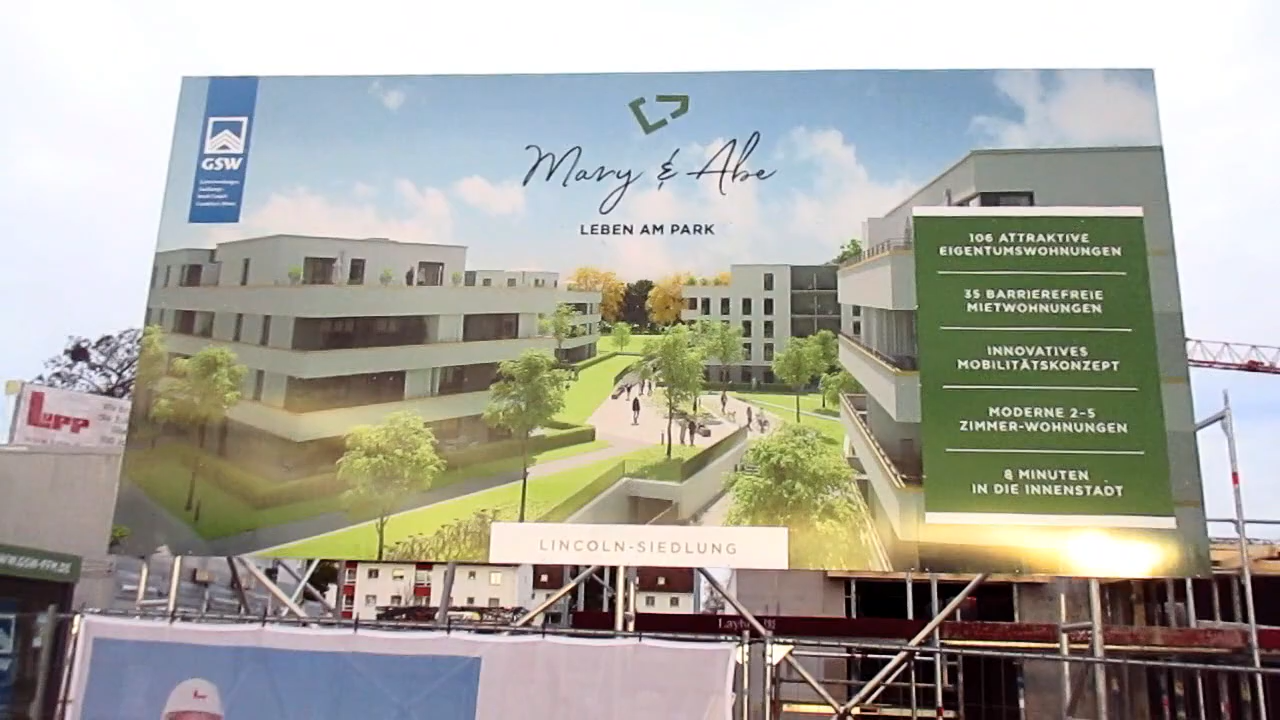 GSW
Mary & Abe
LEBEN AM PARK
106 ATTRAKTIVE
EIGENTUMSWOHNUNGEN
35 BARRIEREFREIE
MIETWOHNUNGEN
INNOVATIVES
MOBILITÄTSKONZEPT
MODERNE 2-5
ZIMMER-WOHNUNGEN
8 MINUTEN
IN DIE INNENSTADT
LINCOLN-SIEDLUNG
LUPP